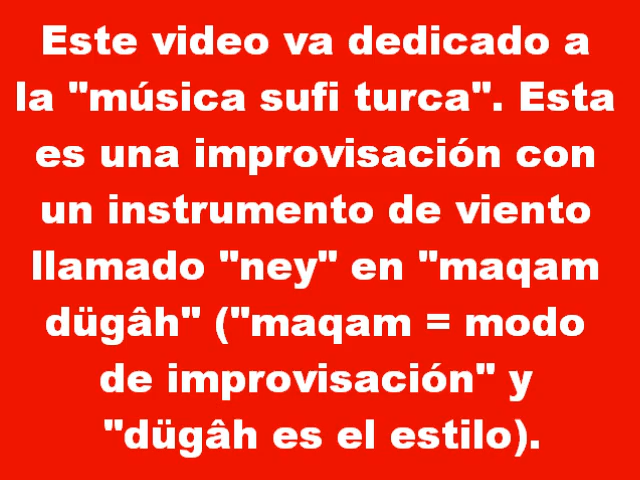 Este video va dedicado a
la "música sufi turca". Esta
es una improvisación con
un instrumento de viento
llamado "ney" en "maqam
dügâh" ("maqam = modo
de improvisación" y
"dügâh es el estilo).